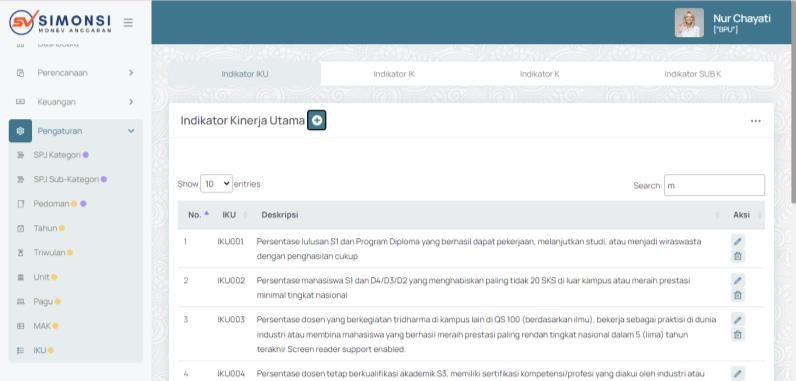 SV SIMONSI
MONEV ANGGARAN
Nur Chayati
["BPU"]
Dashboard
Perencanaan
Keuangan
Pengaturan
SPJ Kategori
SPJ Sub-Kategori
Pedoman
Tahun
Triwulan
Unit
Pagu
MAK
IKU
Indikator IKU
Indikator IK
Indikator K
Indikator SUB K
Indikator Kinerja Utama
Show 10 entries
Search: m
No. IKU Deskripsi Aksi
1 IKU001 Persentase lulusan S1 dan Program Diploma yang berhasil dapat pekerjaan, melanjutkan studi, atau menjadi wiraswasta
dengan penghasilan cukup
2 IKU002 Persentase mahasiswa S1 dan D4/D3/D2 yang menghabiskan paling tidak 20 SKS di luar kampus atau meraih prestasi
minimal tingkat nasional
3 IKU003 Persentase dosen yang berkegiatan tridharma di kampus lain di QS 100 (berdasarkan ilmu), bekerja sebagai praktisi di dunia
industri atau membina mahasiswa yang berhasil meraih prestasi paling rendah tingkat nasional dalam 5 (lima) tahun
terakhir Screen reader support enabled.
4 IKU004 Persentase dosen tetap berkualifikasi akademik S3, memiliki sertifikasi kompetensi/profesi yang diakui oleh industri atau